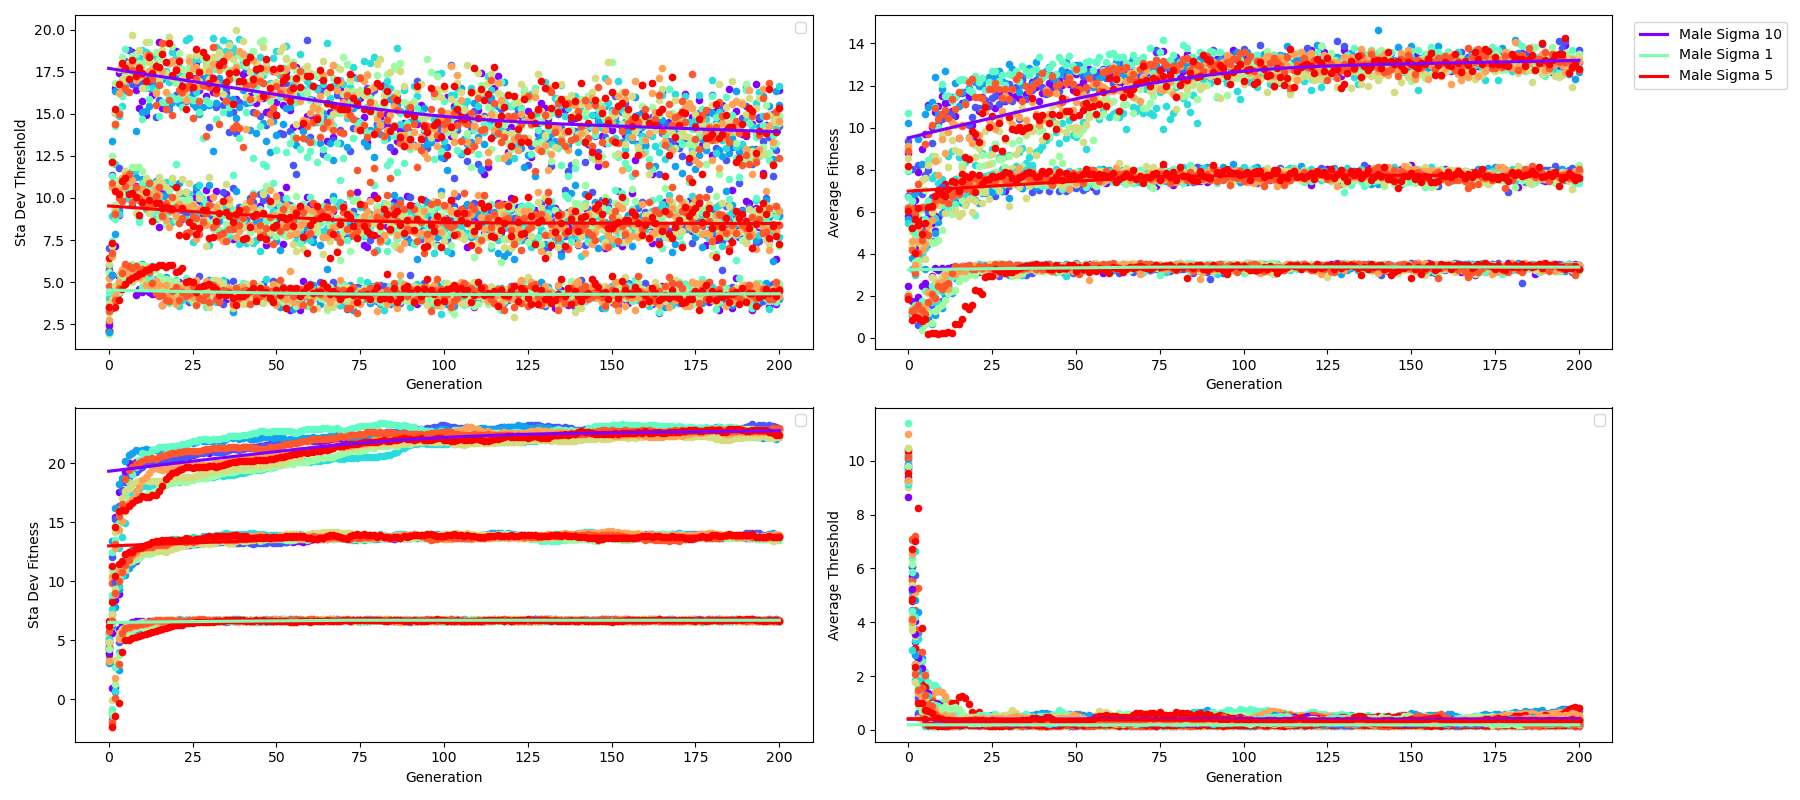 20.0
17.5
15.0
12.5
10.0
7.5
5.0
2.5
Sta Dev Threshold
0 25 50 75 100 125 150 175 200
Generation
14
12
10
8
6
4
2
0
Average Fitness
0 25 50 75 100 125 150 175 200
Generation
Male Sigma 10
Male Sigma 1
Male Sigma 5
20
15
10
5
0
Sta Dev Fitness
0 25 50 75 100 125 150 175 200
Generation
10
8
6
4
2
0
Average Threshold
0 25 50 75 100 125 150 175 200
Generation